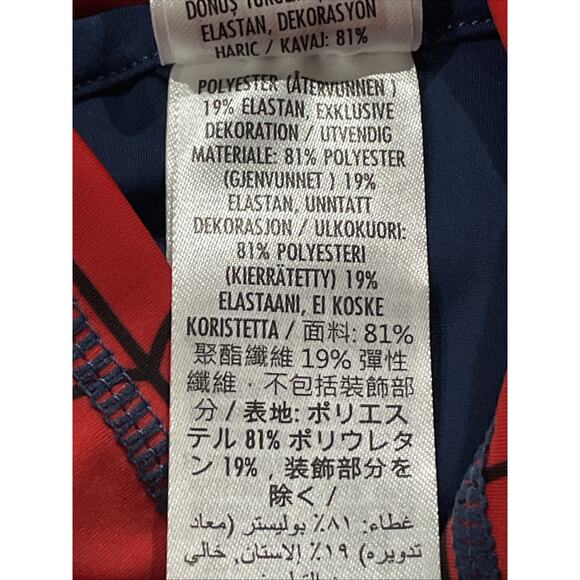 DÖNÜŞ
ELASTAN, DEKORASYON
HARIC / KAVAJ: 81%
POLYESTER (ÅTERVUNNEN )
19% ELASTAN, EXKLUSIVE
DEKORATION / UTVENDIG
MATERIALE: 81% POLYESTER
(GJENVUNNET ) 19%
ELASTAN, UNNTATT
DEKORASJON / ULKOKUORI:
81% POLYESTERI
(KIERRÄTETTY) 19%
ELASTAANI, EI KOSKE
KORISTETTA / 面料: 81%
聚酯纖維 19% 彈性
纖維，不包括裝飾部
分 / 表地: ポリエス
テル 81% ポリウレタ
ン 19% , 装飾部分を
除く /
غطاء: ٨١٪ بوليستر (معاد
تدويره) ١٩٪ إلاستان, خالي